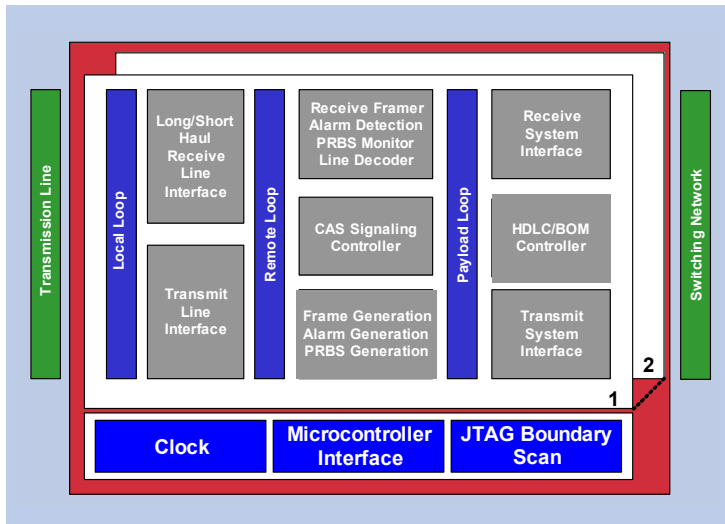 Transmission Line
Local Loop
Long/Short
Haul
Receive
Line
Interface
Transmit
Line
Interface
Remote Loop
Receive Framer
Alarm Detection
PRBS Monitor
Line Decoder
CAS Signaling
Controller
Frame Generation
Alarm Generation
PRBS Generation
Payload Loop
Receive
System
Interface
HDLC/BOM
Controller
Transmit
System
Interface
Switching Network
2
1
Clock
Microcontroller
Interface
JTAG Boundary
Scan